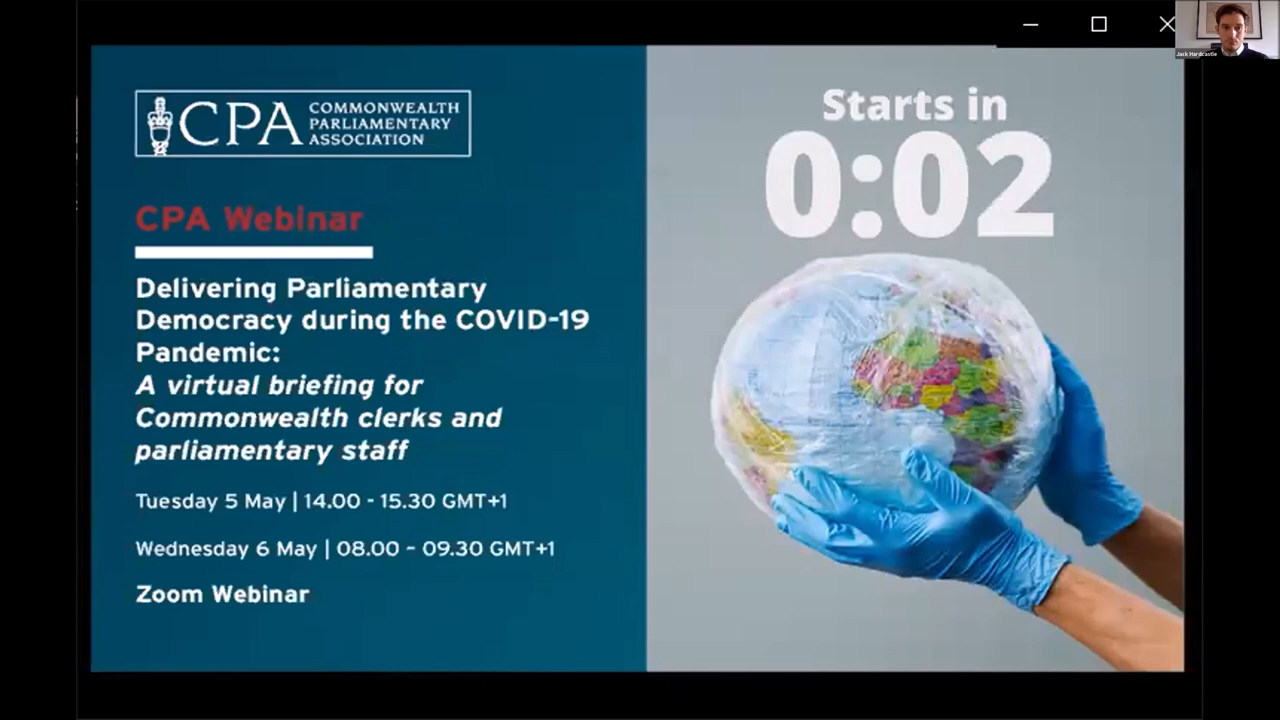 CPA
COMMONWEALTH
PARLIAMENTARY
ASSOCIATION
CPA Webinar
Delivering Parliamentary
Democracy during the COVID-19
Pandemic:
A virtual briefing for
Commonwealth clerks and
parliamentary staff
Tuesday 5 May | 14.00 - 15.30 GMT+1
Wednesday 6 May | 08.00 – 09.30 GMT+1
Zoom Webinar
Starts in
0:02
Jack Hardcastle